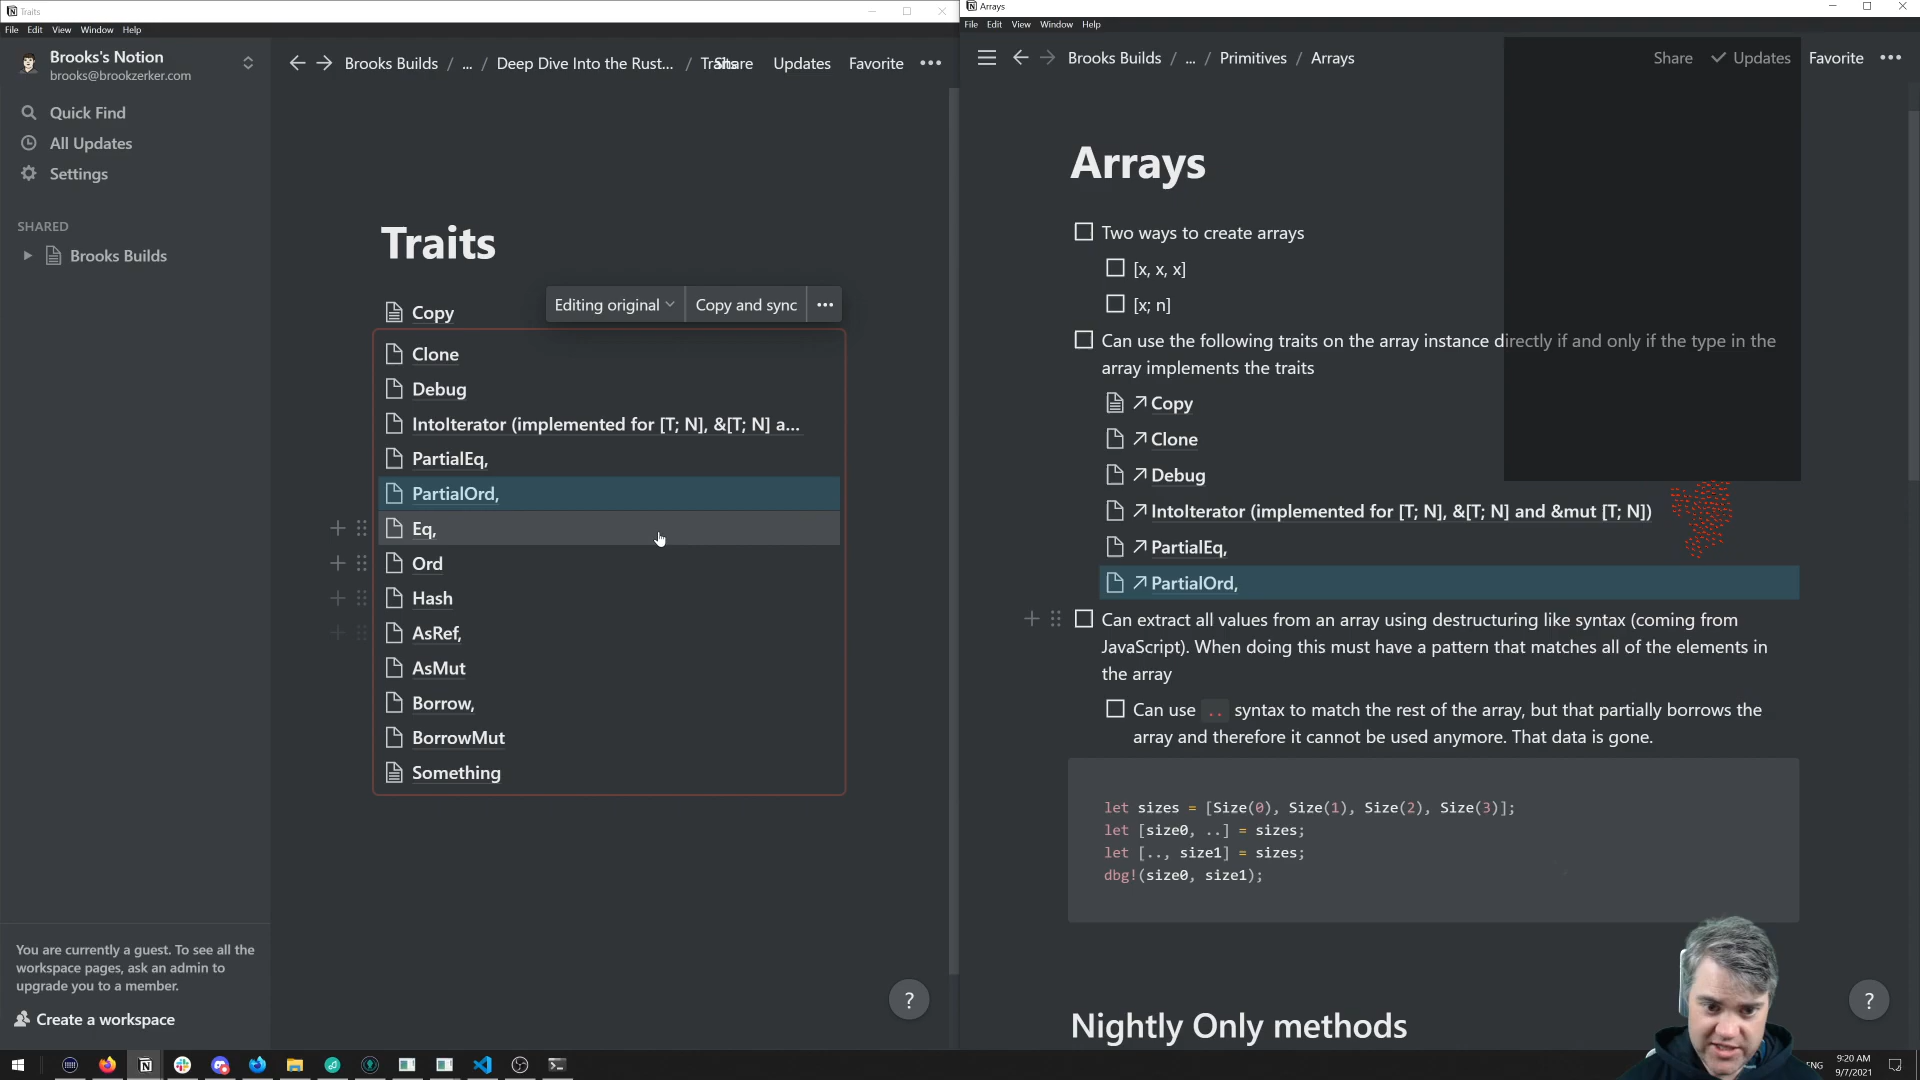 Traits
File Edit View Window Help
Brooks's Notion
brooks@brookzerker.com
Quick Find
All Updates
Settings
SHARED
Brooks Builds
You are currently a guest. To see all the
workspace pages, ask an admin to
upgrade you to a member.
Create a workspace
Brooks Builds / ... / Deep Dive Into the Rust... / Traits Share Updates Favorite
Traits
Editing original Copy and sync
Copy
Clone
Debug
IntoIterator (implemented for [T; N], &[T; N] a...
PartialEq,
PartialOrd,
Eq,
Ord
Hash
AsRef,
AsMut
Borrow,
BorrowMut
Something
?
Arrays
File Edit View Window Help
Brooks Builds / ... / Primitives / Arrays Share Updates Favorite
Arrays
Two ways to create arrays
[x, x, x]
[x; n]
Can use the following traits on the array instance directly if and only if the type in the
array implements the traits
Copy
Clone
Debug
IntoIterator (implemented for [T; N], &[T; N] and &mut [T; N])
PartialEq,
PartialOrd,
Can extract all values from an array using destructuring like syntax (coming from
JavaScript). When doing this must have a pattern that matches all of the elements in
the array
Can use .. syntax to match the rest of the array, but that partially borrows the
array and therefore it cannot be used anymore. That data is gone.
let sizes = [Size(0), Size(1), Size(2), Size(3)];
let [size0, ..] = sizes;
let [.., size1] = sizes;
dbg!(size0, size1);
Nightly Only methods
?
ENG
9:20 AM
9/7/2021